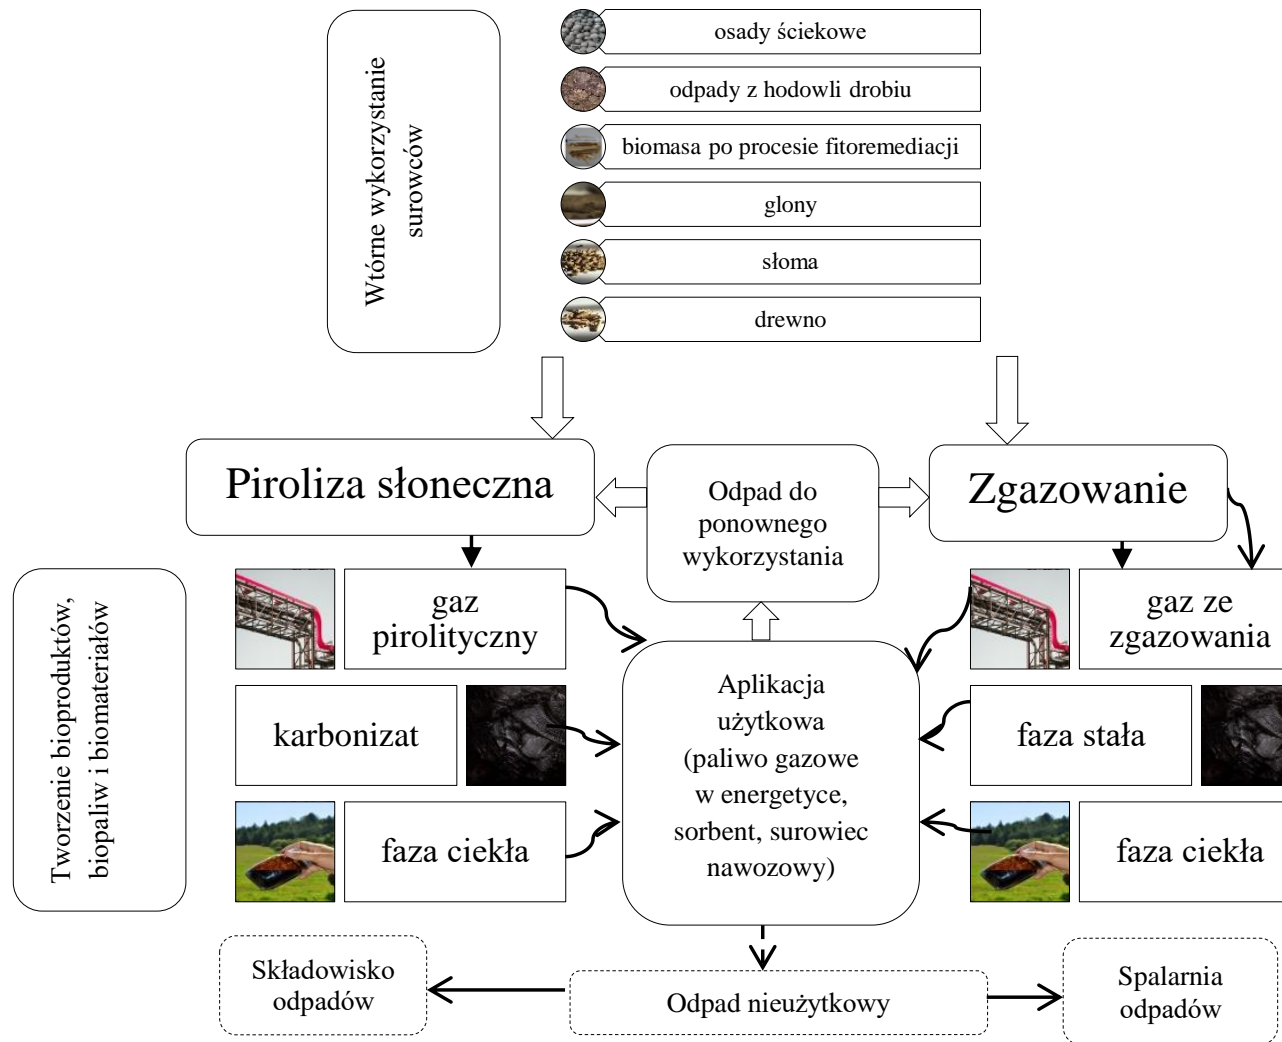 Wtórne wykorzystanie
surowców
osady ściekowe
odpady z hodowli drobiu
biomasa po procesie fitoremediacji
glony
słoma
drewno
Piroliza słoneczna
Odpad do
ponownego
wykorzystania
Zgazowanie
Tworzenie bioproduktów,
biopaliw i biomateriałów
gaz
pirolityczny
karbonizat
faza ciekła
Aplikacja
użytkowa
(paliwo gazowe
w energetyce,
sorbent, surowiec
nawozowy)
gaz ze
zgazowania
faza stała
faza ciekła
Składowisko
odpadów
Odpad nieużytkowy
Spalarnia
odpadów